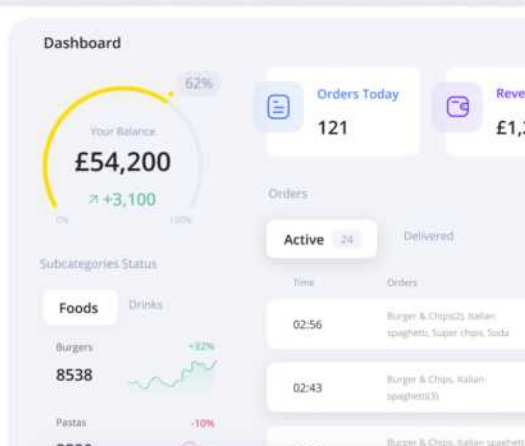 Dashboard
62%
Your Balance
£54,200
+3,100
0%
100%
Orders Today
121
Reve
£1,2
Subcategories Status
Foods
Drinks
Burgers
+32%
8538
Pastas
-10%
Orders
Active 24
Delivered
Time
Orders
02:56
Burger & Chips(2), Italian
spaghetti, Super chips, Soda
02:43
Burger & Chips, Italian
spaghetti(3)
Burger & Chips, Italian spaghetti